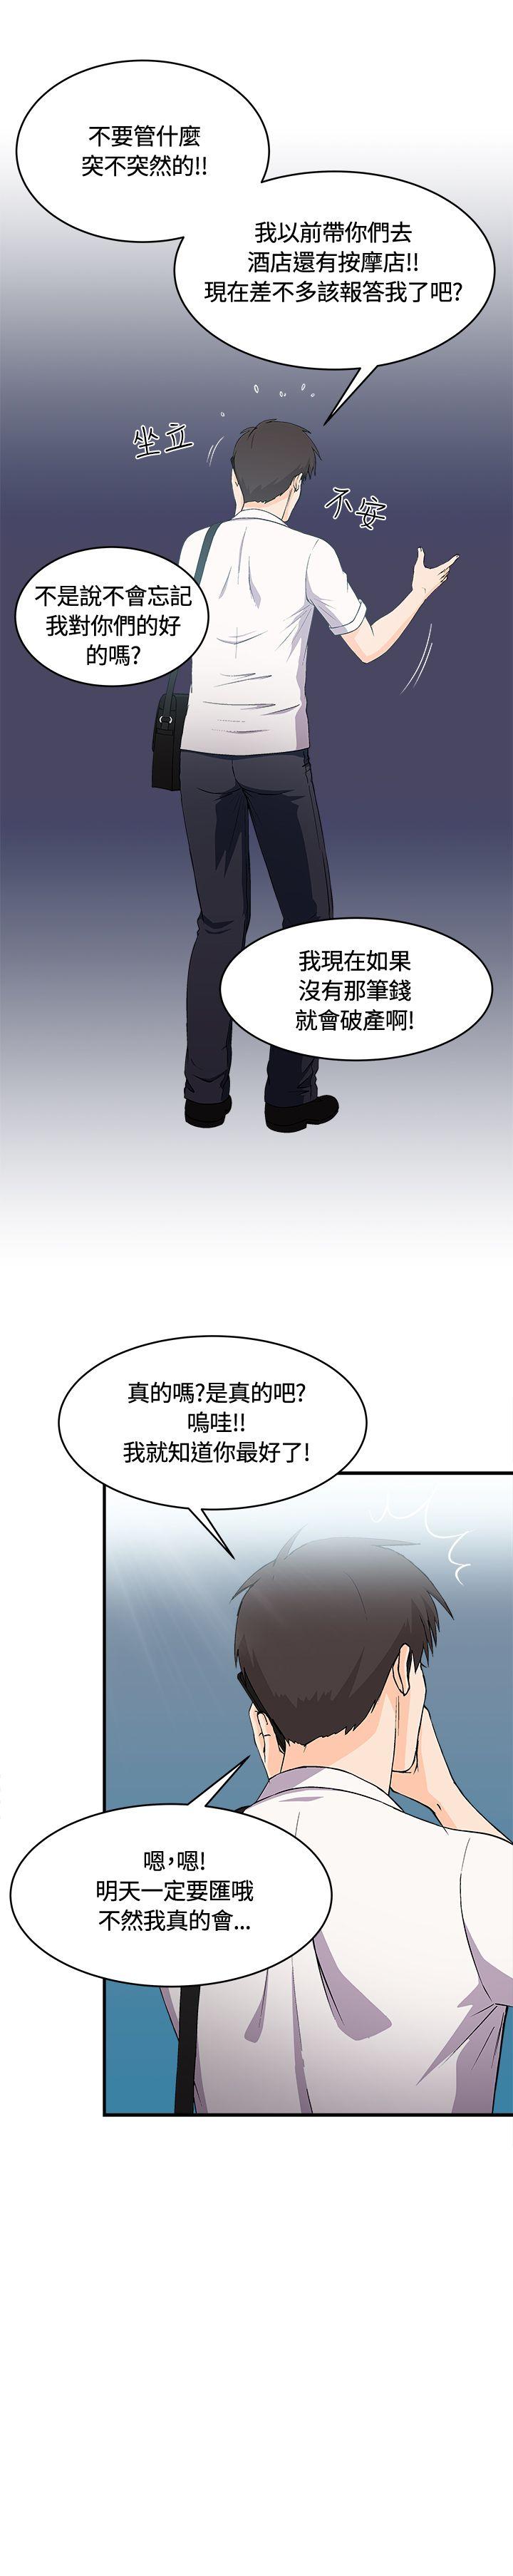 不要管什麼
突不突然的!!
我以前帶你們去
酒店還有按摩店!!
現在差不多該報答我了吧?
坐立
不安
不是說不會忘記
我對你們的好
的嗎?
我現在如果
沒有那筆錢
就會破產啊!
真的嗎?是真的吧?
嗚哇!!
我就知道你最好了!
嗯,嗯!
明天一定要匯哦
不然我真的會...